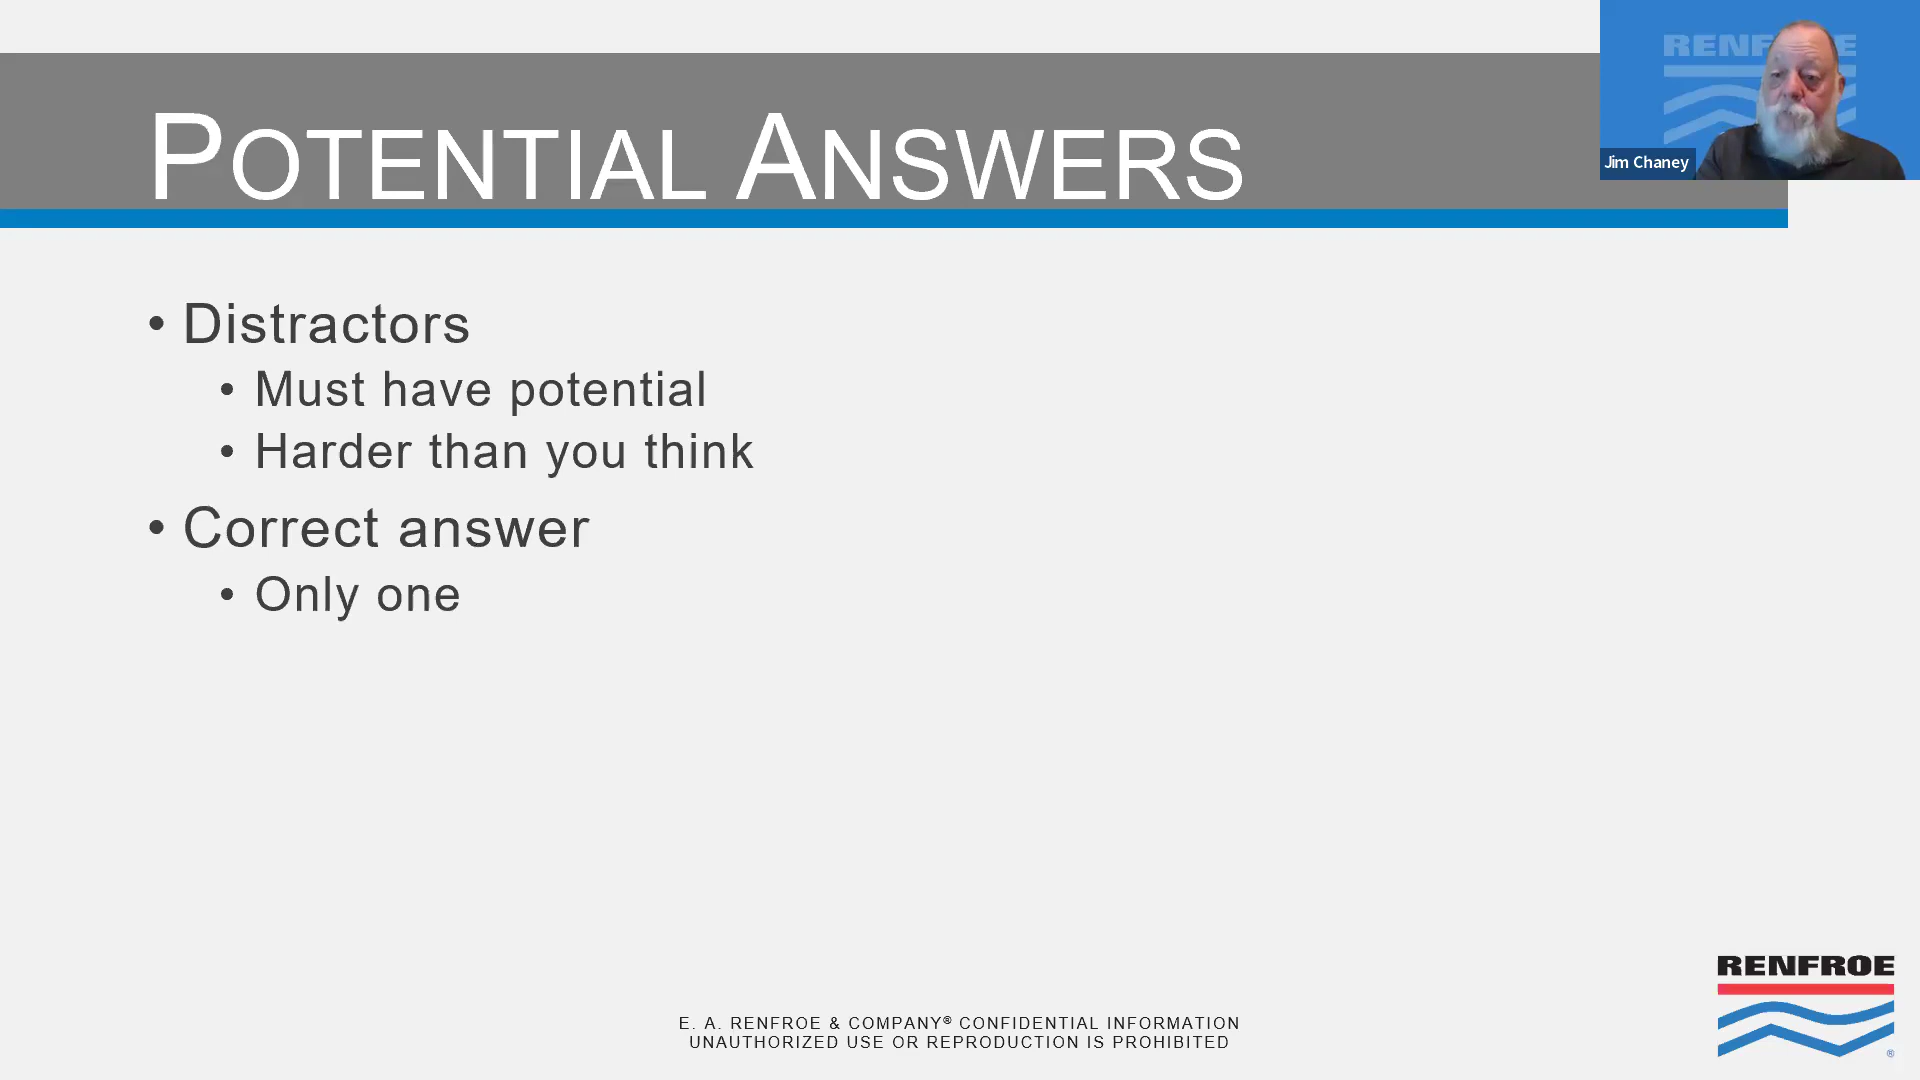 POTENTIAL ANSWERS
RENFROE
Jim Chaney
• Distractors
• Must have potential
• Harder than you think
• Correct answer
• Only one
RENFROE
®
E. A. RENFROE & COMPANY® CONFIDENTIAL INFORMATION
UNAUTHORIZED USE OR REPRODUCTION IS PROHIBITED